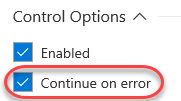 Control Options
Enabled
Continue on error